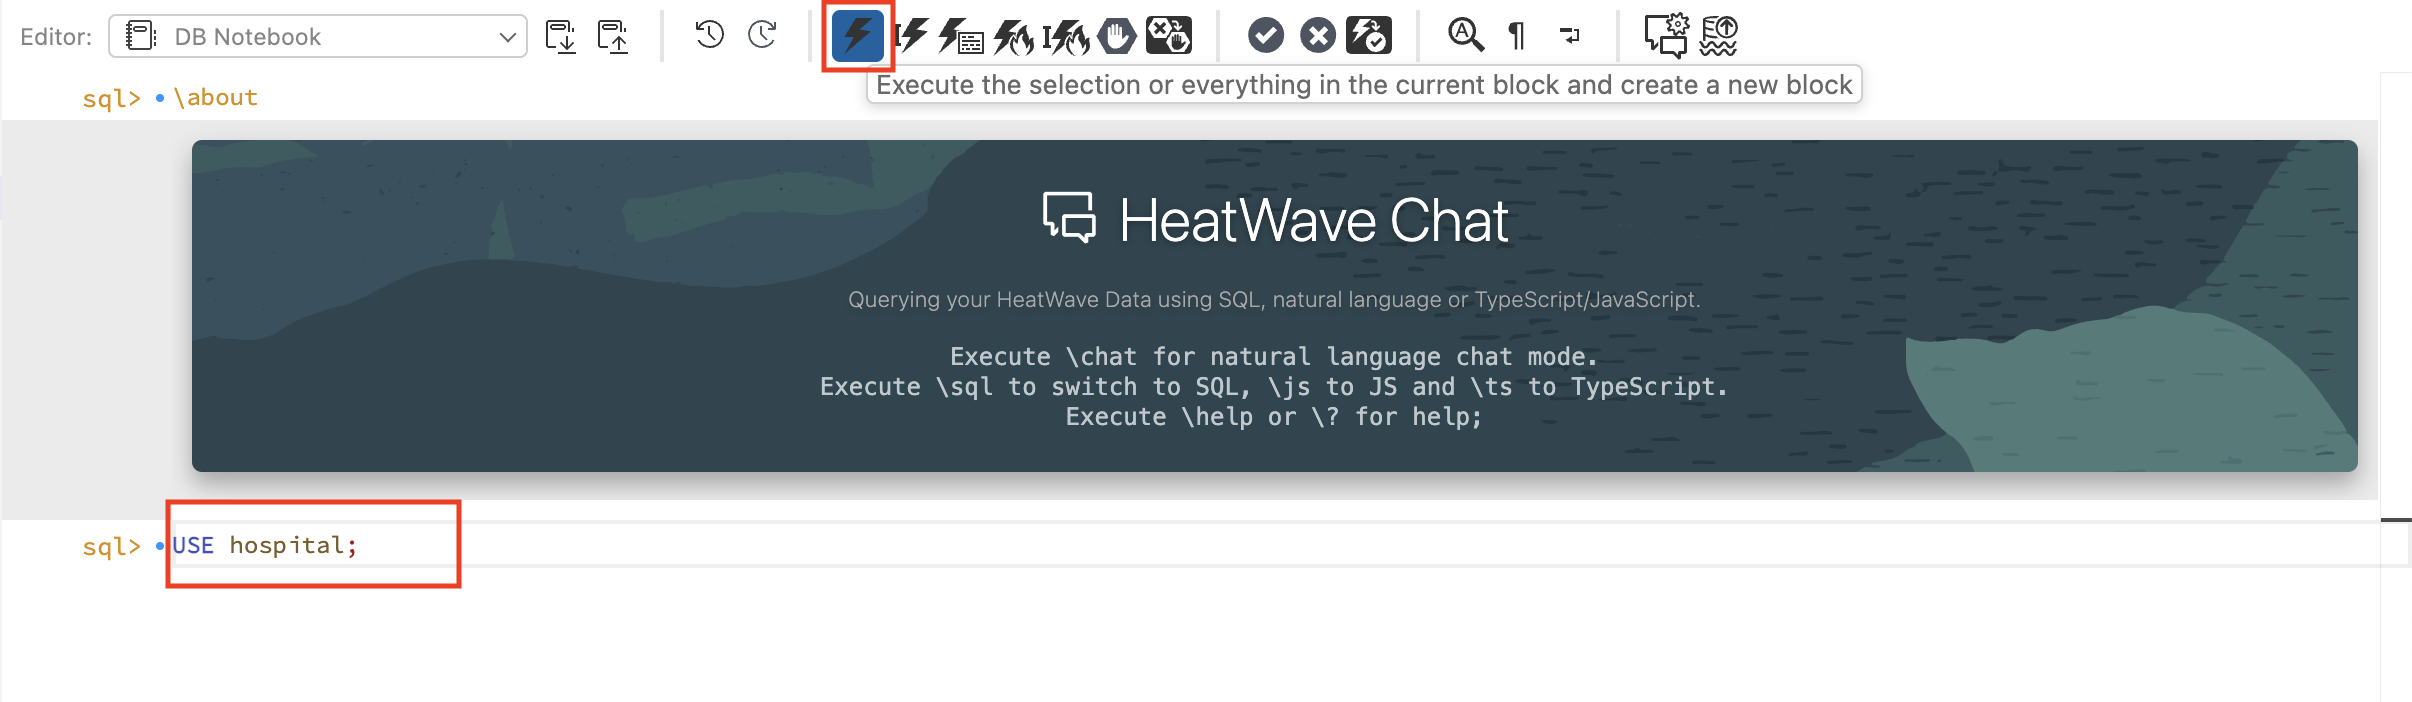 Editor: DB Notebook
Execute the selection or everything in the current block and create a new block
sql> \about
HeatWave Chat
Querying your HeatWave Data using SQL, natural language or TypeScript/JavaScript.
Execute \chat for natural language chat mode.
Execute \sql to switch to SQL, \js to JS and \ts to TypeScript.
Execute \help or \? for help;
sql> USE hospital;